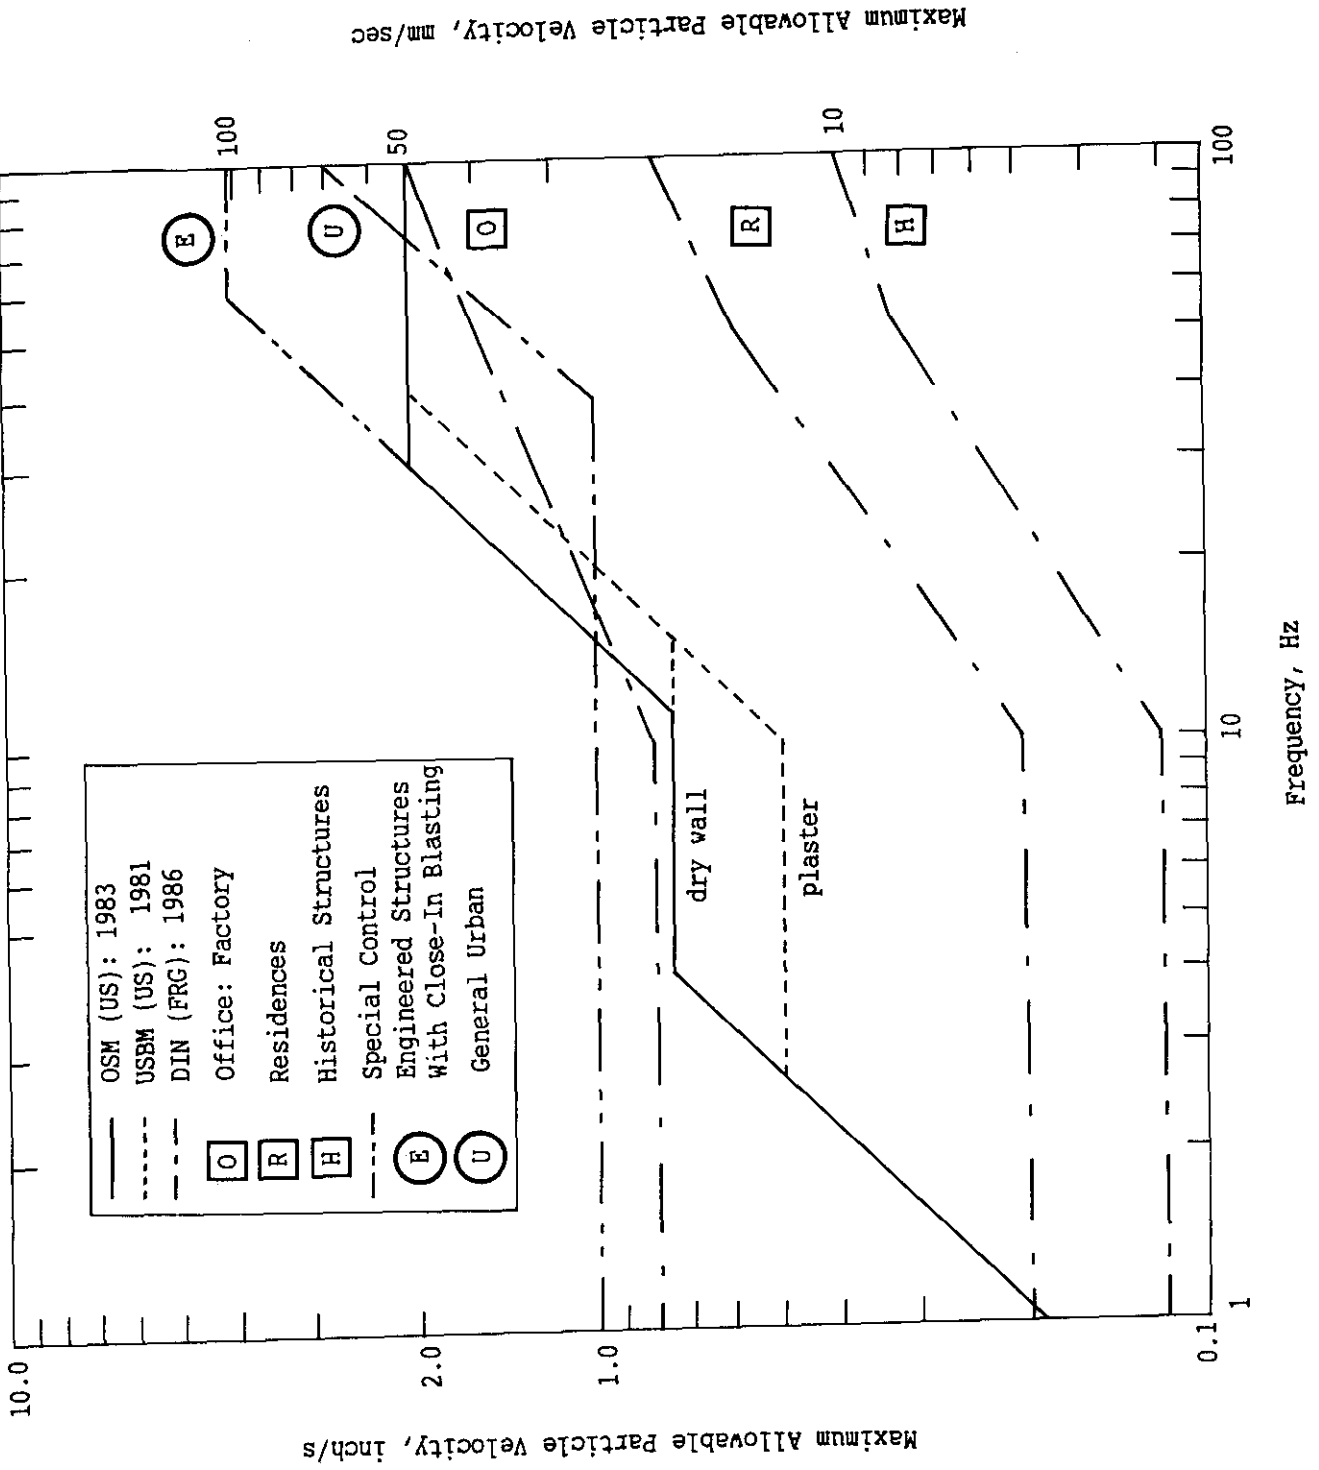 OSM (US): 1983
USBM (US): 1981
DIN (FRG): 1986
O Office: Factory
R Residences
H Historical Structures
Special Control
E Engineered Structures
With Close-In Blasting
U General Urban
Maximum Allowable Particle Velocity, inch/s
10.0
2.0
1.0
0.1
Maximum Allowable Particle Velocity, mm/sec
100
50
10
E
U
O
R
H
dry wall
plaster
1
10
100
Frequency, Hz